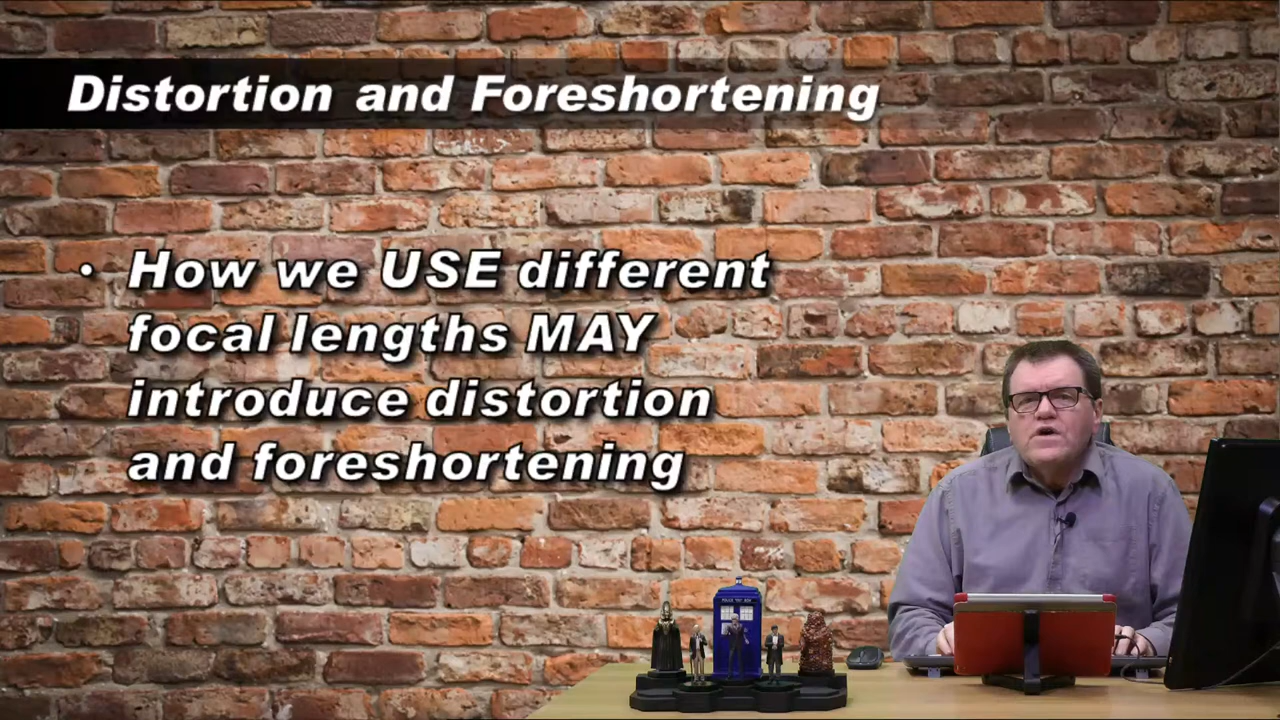 Distortion and Foreshortening
• How we USE different
focal lengths MAY
introduce distortion
and foreshortening